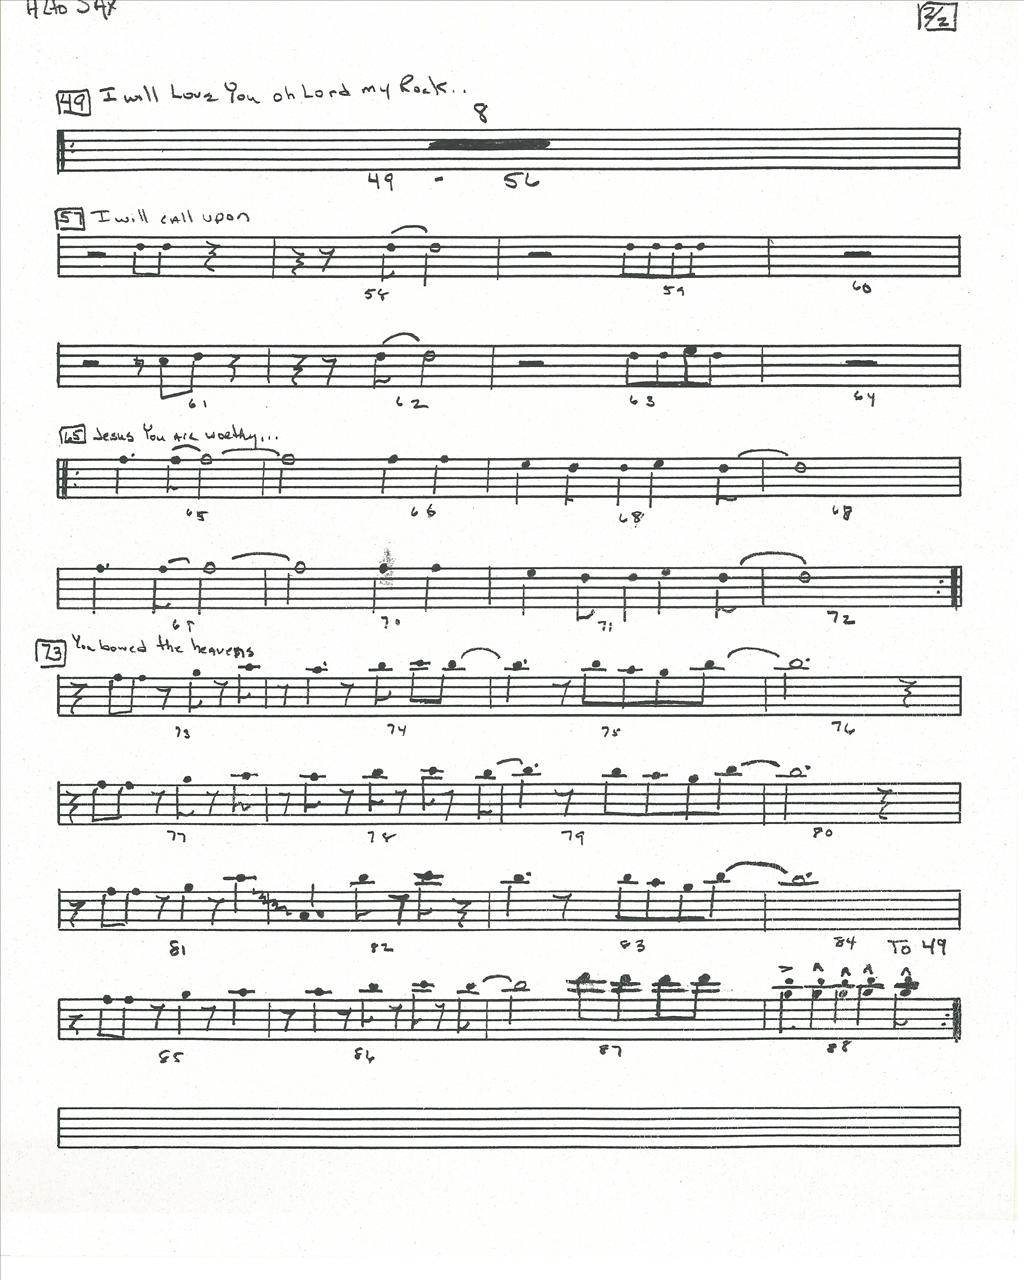 ALTO SAX 2/2
49 I will Love You oh Lord my Rock..
8
49 - 56
57 I will call upon
58 59 60
61 62 63 64
65 Jesus You are worthy...
65 66 68 68
69 70 71 72
73 You bowed the heavens
73 74 75 76
77 78 79 80
81 82 83 84 TO 49
85 86 87 88